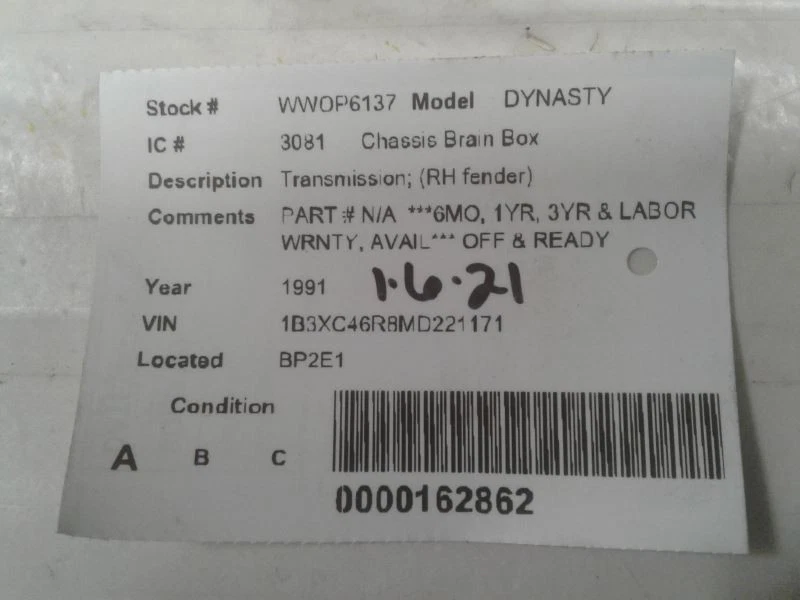 Stock # WWOP6137 Model DYNASTY
IC # 3081 Chassis Brain Box
Description Transmission; (RH fender)
Comments PART # N/A ***6MO, 1YR, 3YR & LABOR
WRNTY, AVAIL*** OFF & READY
Year 1991 1·6·21
VIN 1B3XC46R8MD221171
Located BP2E1
Condition
A B C
0000162862